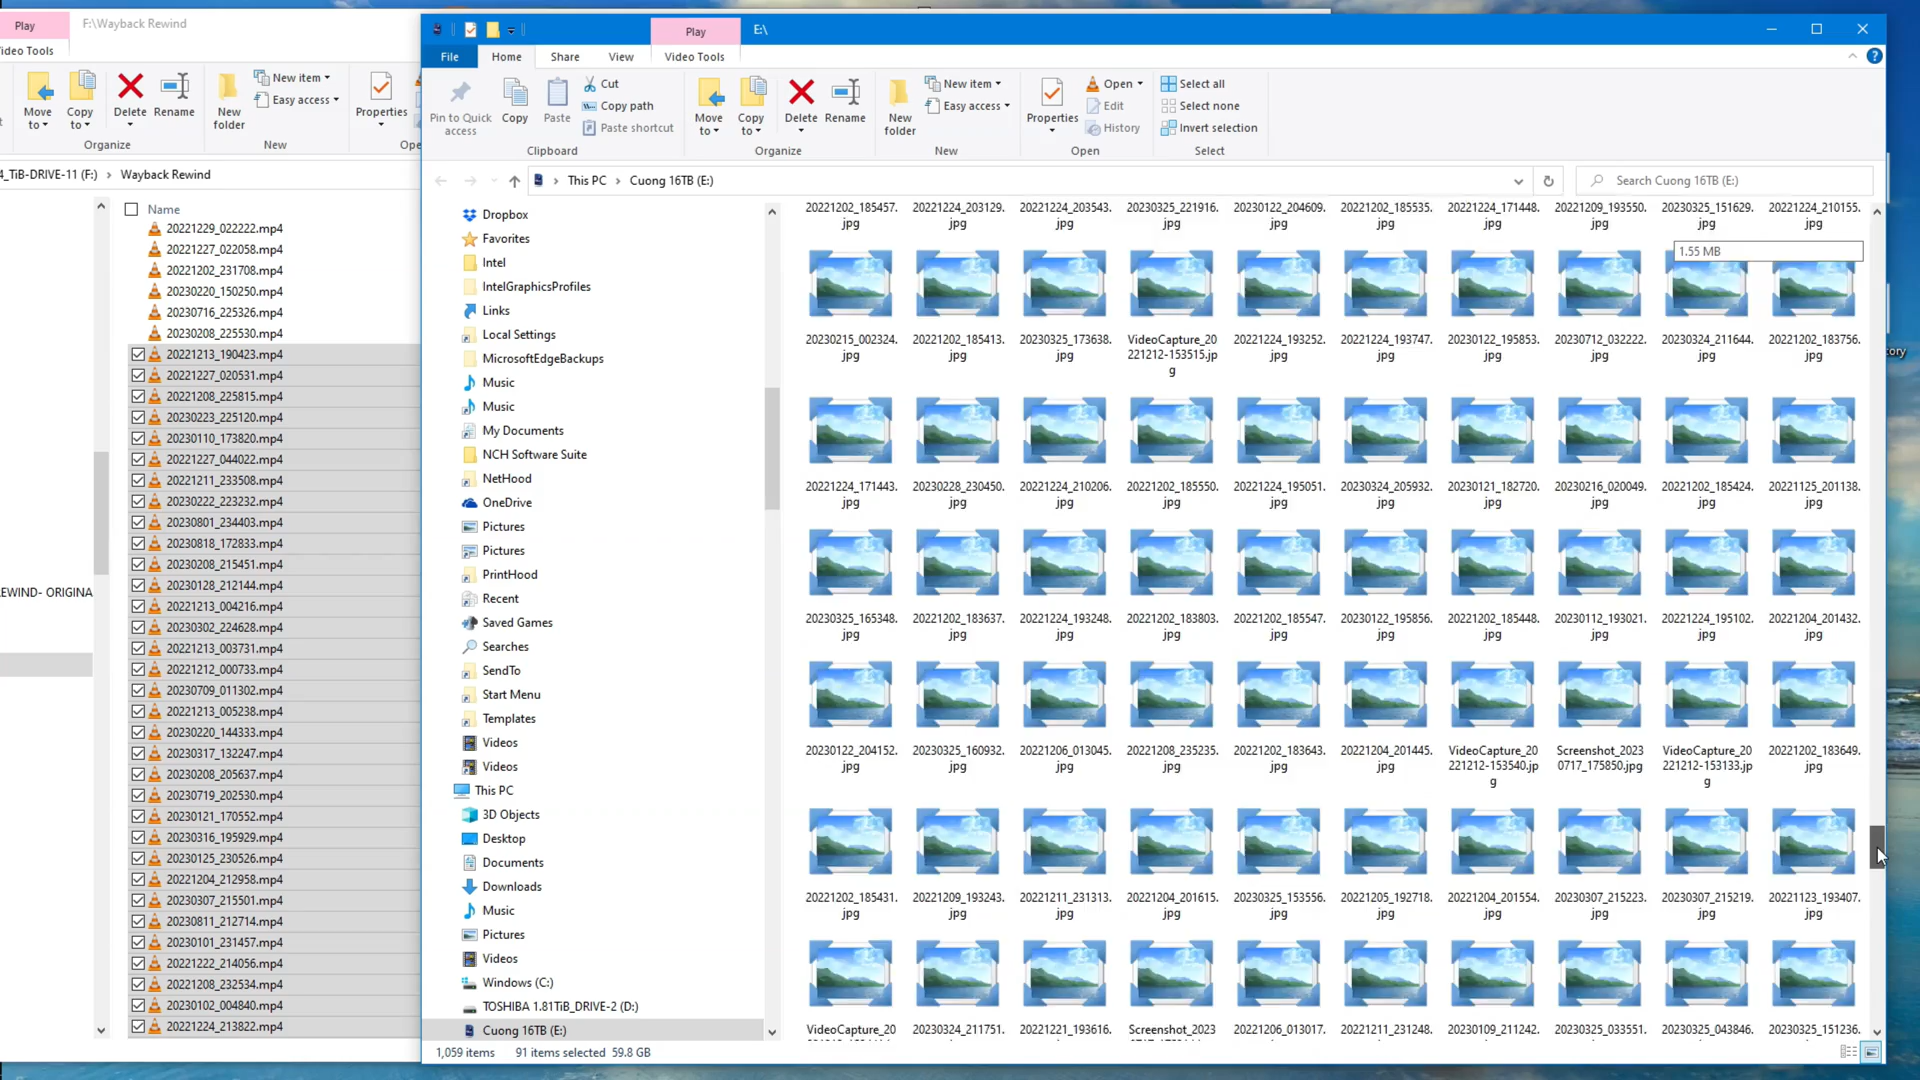 Play
F:\Wayback Rewind
ideo Tools
Move to
Copy to
Delete
Rename
New folder
New item
Easy access
Properties
Organize
New
Ope
4_TiB-DRIVE-11 (F:) > Wayback Rewind
Name
20221229_022222.mp4
20221227_022058.mp4
20221202_231708.mp4
20230220_150250.mp4
20230716_225326.mp4
20230208_225530.mp4
20221213_190423.mp4
20221227_020531.mp4
20221208_225815.mp4
20230223_225120.mp4
20230110_173820.mp4
20221227_044022.mp4
20221211_233508.mp4
20230222_223232.mp4
20230801_234403.mp4
20230818_172833.mp4
20230208_215451.mp4
20230128_212144.mp4
EWIND- ORIGINA
20221213_004216.mp4
20230302_224628.mp4
20221213_003731.mp4
20221212_000733.mp4
20230709_011302.mp4
20221213_005238.mp4
20230220_144333.mp4
20230317_132247.mp4
20230208_205637.mp4
20230719_202530.mp4
20230121_170552.mp4
20230316_195929.mp4
20230125_230526.mp4
20221204_212958.mp4
20230307_215501.mp4
20230811_212714.mp4
20230101_231457.mp4
20221222_214056.mp4
20221208_232534.mp4
20230102_004840.mp4
20221224_213822.mp4
Play
E:\
File
Home
Share
View
Video Tools
Pin to Quick access
Copy
Paste
Cut
Copy path
Paste shortcut
Clipboard
Move to
Copy to
Delete
Rename
Organize
New folder
New item
Easy access
New
Properties
Open
Edit
History
Open
Select all
Select none
Invert selection
Select
This PC > Cuong 16TB (E:)
Search Cuong 16TB (E:)
Dropbox
Favorites
Intel
IntelGraphicsProfiles
Links
Local Settings
MicrosoftEdgeBackups
Music
Music
My Documents
NCH Software Suite
NetHood
OneDrive
Pictures
Pictures
PrintHood
Recent
Saved Games
Searches
SendTo
Start Menu
Templates
Videos
Videos
This PC
3D Objects
Desktop
Documents
Downloads
Music
Pictures
Videos
Windows (C:)
TOSHIBA 1.81TiB_DRIVE-2 (D:)
Cuong 16TB (E:)
20221202_185457. 20221224_203129. 20221224_203543. 20230325_221916. 20230122_204609. 20221202_185535. 20221224_171448. 20221209_193550. 20230325_151629. 20221224_210155.
jpg jpg jpg jpg jpg jpg jpg jpg jpg jpg
1.55 MB
20230215_002324. 20221202_185413. 20230325_173638. VideoCapture_20 20221224_193252. 20221224_193747. 20230122_195853. 20230712_032222. 20230324_211644. 20221202_183756.
jpg jpg jpg 221212-153515.jp jpg jpg jpg jpg jpg jpg
g
20221224_171443. 20230228_230450. 20221224_210206. 20221202_185550. 20221224_195051. 20230324_205932. 20230121_182720. 20230216_020049. 20221202_185424. 20221125_201138.
jpg jpg jpg jpg jpg jpg jpg jpg jpg jpg
20230325_165348. 20221202_183637. 20221224_193248. 20221202_183803. 20221202_185547. 20230122_195856. 20221202_185448. 20230112_193021. 20221224_195102. 20221204_201432.
jpg jpg jpg jpg jpg jpg jpg jpg jpg jpg
20230122_204152. 20230325_160932. 20221206_013045. 20221208_235235. 20221202_183643. 20221204_201445. VideoCapture_20 Screenshot_2023 VideoCapture_20 20221202_183649.
jpg jpg jpg jpg jpg jpg 221212-153540.jp 0717_175850.jpg 221212-153133.jp jpg
g g
20221202_185431. 20221209_193243. 20221211_231313. 20221204_201615. 20230325_153556. 20221205_192718. 20221204_201554. 20230307_215223. 20230307_215219. 20221123_193407.
jpg jpg jpg jpg jpg jpg jpg jpg jpg jpg
VideoCapture_20 20230324_211751. 20221221_193616. Screenshot_2023 20221206_013017. 20221211_231248. 20230109_211242. 20230325_033551. 20230325_043846. 20230325_151236.
1,059 items 91 items selected 59.8 GB
ory